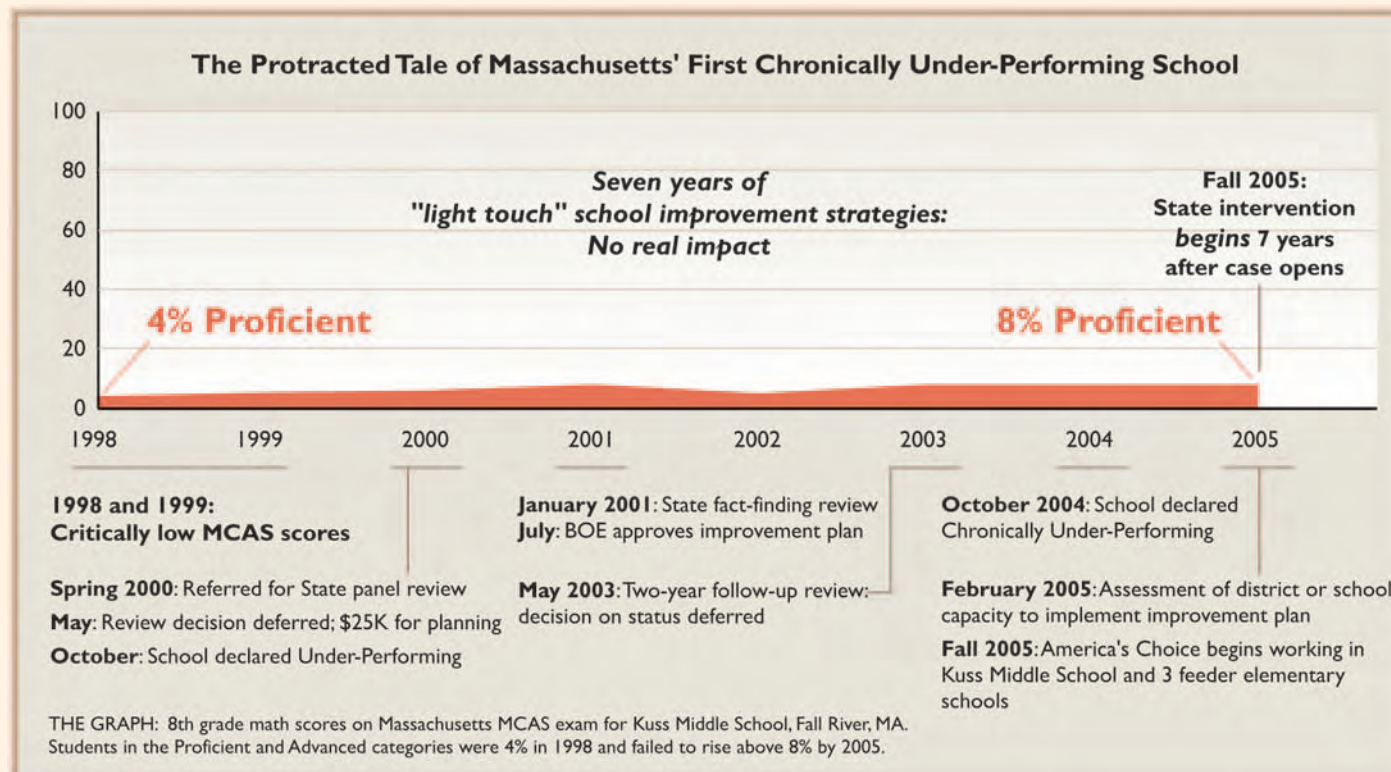 The Protracted Tale of Massachusetts' First Chronically Under-Performing School
100
80
60
40
20
0
Seven years of
"light touch" school improvement strategies:
No real impact
Fall 2005:
State intervention
begins 7 years
after case opens
4% Proficient
8% Proficient
1998 1999 2000 2001 2002 2003 2004 2005
1998 and 1999:
Critically low MCAS scores
Spring 2000: Referred for State panel review
May: Review decision deferred; $25K for planning
October: School declared Under-Performing
January 2001: State fact-finding review
July: BOE approves improvement plan
May 2003: Two-year follow-up review:
decision on status deferred
October 2004: School declared
Chronically Under-Performing
February 2005: Assessment of district or school
capacity to implement improvement plan
Fall 2005: America's Choice begins working in
Kuss Middle School and 3 feeder elementary
schools
THE GRAPH: 8th grade math scores on Massachusetts MCAS exam for Kuss Middle School, Fall River, MA.
Students in the Proficient and Advanced categories were 4% in 1998 and failed to rise above 8% by 2005.